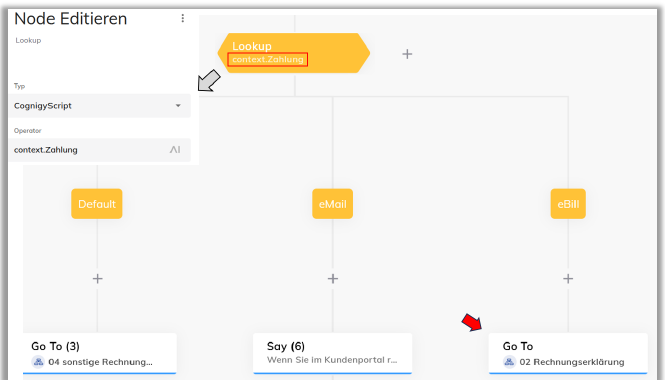 Node Editieren
Lookup
Typ
CognigyScript
Operator
context.Zahlung
Lookup
context.Zahlung
Default
eMail
eBill
Go To (3)
04 sonstige Rechnung...
Say (6)
Wenn Sie im Kundenportal r...
Go To
02 Rechnungserklärung